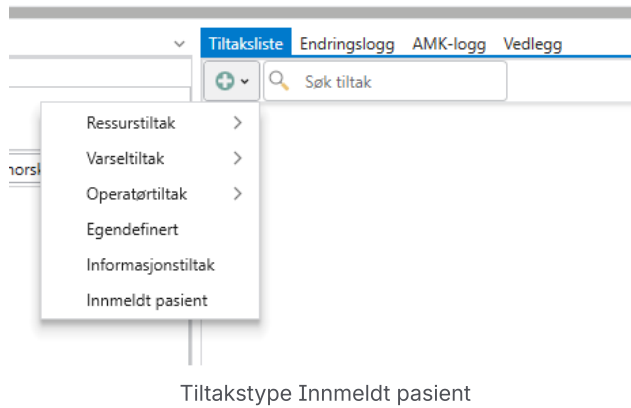 Tiltaksliste Endringslogg AMK-logg Vedlegg
Søk tiltak
Ressurstiltak
Varseltiltak
Operatørtiltak
Egendefinert
Informasjonstiltak
Innmeldt pasient
Tiltakstype Innmeldt pasient